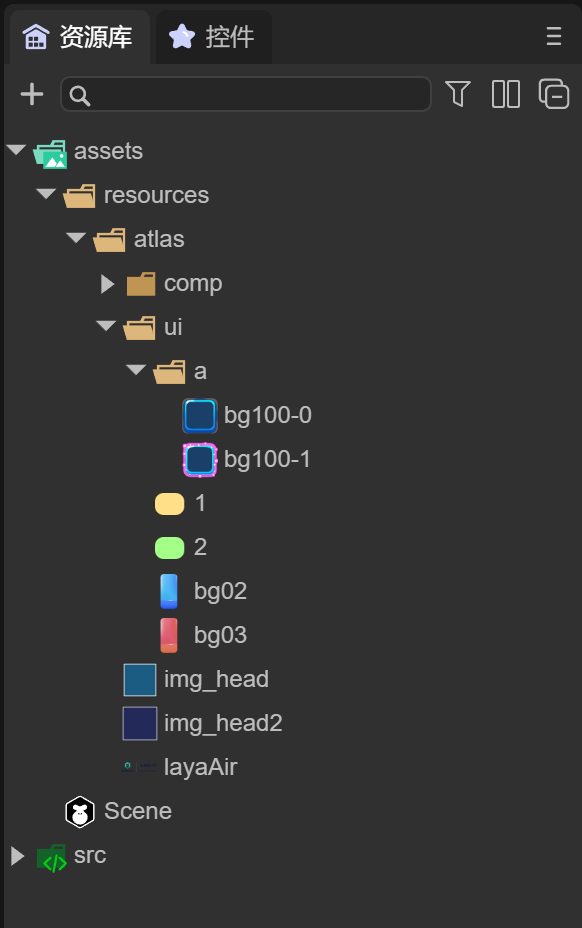 资源库 控件
assets
resources
atlas
comp
ui
a
bg100-0
bg100-1
1
2
bg02
bg03
img_head
img_head2
layaAir
Scene
src